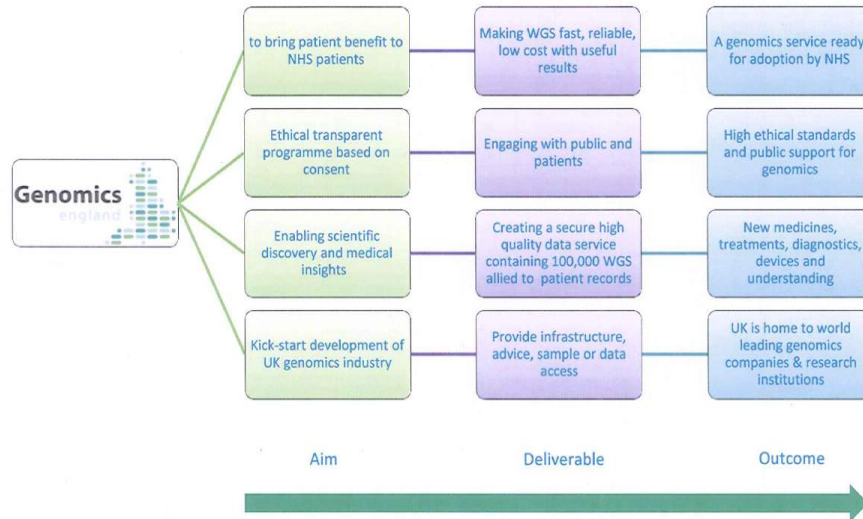 to bring patient benefit to
NHS patients
Making WGS fast, reliable,
low cost with useful
results
A genomics service ready
for adoption by NHS
Ethical transparent
programme based on
consent
Engaging with public and
patients
High ethical standards
and public support for
genomics
Genomics
england
Enabling scientific
discovery and medical
insights
Creating a secure high
quality data service
containing 100,000 WGS
allied to patient records
New medicines,
treatments, diagnostics,
devices and
understanding
Kick-start development of
UK genomics industry
Provide infrastructure,
advice, sample or data
access
UK is home to world
leading genomics
companies & research
institutions
Aim
Deliverable
Outcome